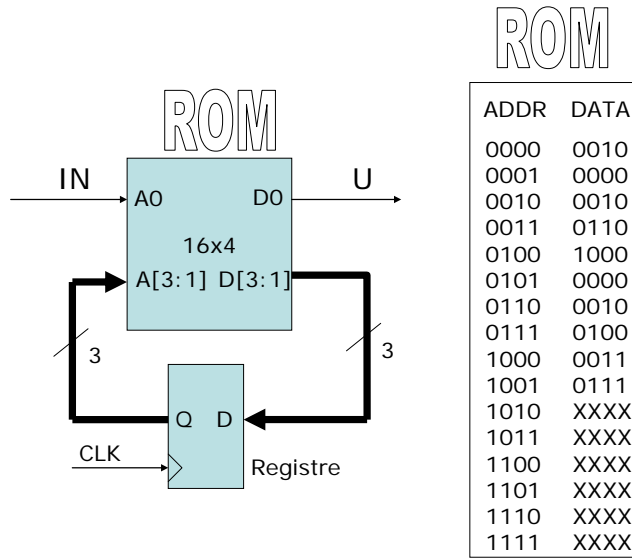 ROM
IN
U
A0
D0
16x4
A[3:1] D[3:1]
3
3
Q D
CLK
Registre
ROM
ADDR DATA
0000 0010
0001 0000
0010 0010
0011 0110
0100 1000
0101 0000
0110 0010
0111 0100
1000 0011
1001 0111
1010 XXXX
1011 XXXX
1100 XXXX
1101 XXXX
1110 XXXX
1111 XXXX